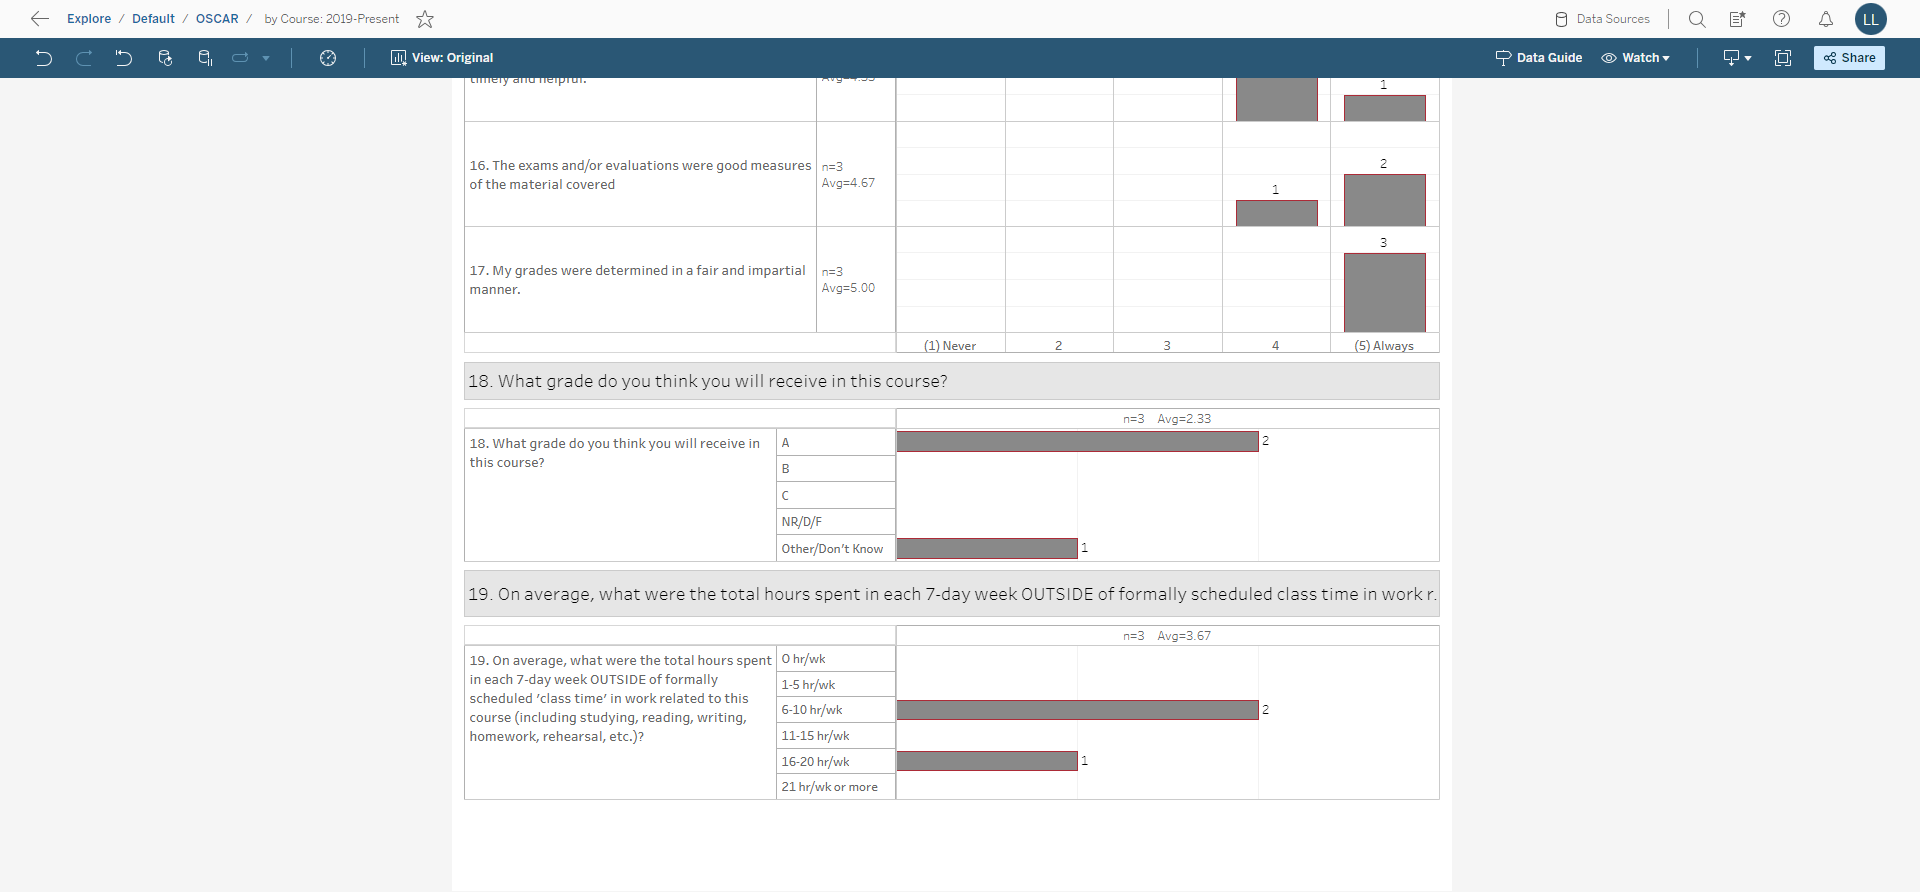 Explore / Default / OSCAR / by Course: 2019-Present
Data Sources
LL
View: Original
Data Guide
Watch
Share
timely and helpful.
Avg=4.33
1
16. The exams and/or evaluations were good measures
of the material covered
n=3
Avg=4.67
1
2
17. My grades were determined in a fair and impartial
manner.
n=3
Avg=5.00
3
(1) Never
2
3
4
(5) Always
18. What grade do you think you will receive in this course?
n=3 Avg=2.33
18. What grade do you think you will receive in
this course?
A
2
B
C
NR/D/F
Other/Don't Know
1
19. On average, what were the total hours spent in each 7-day week OUTSIDE of formally scheduled class time in work r.
n=3 Avg=3.67
19. On average, what were the total hours spent
in each 7-day week OUTSIDE of formally
scheduled 'class time' in work related to this
course (including studying, reading, writing,
homework, rehearsal, etc.)?
0 hr/wk
1-5 hr/wk
6-10 hr/wk
2
11-15 hr/wk
16-20 hr/wk
1
21 hr/wk or more